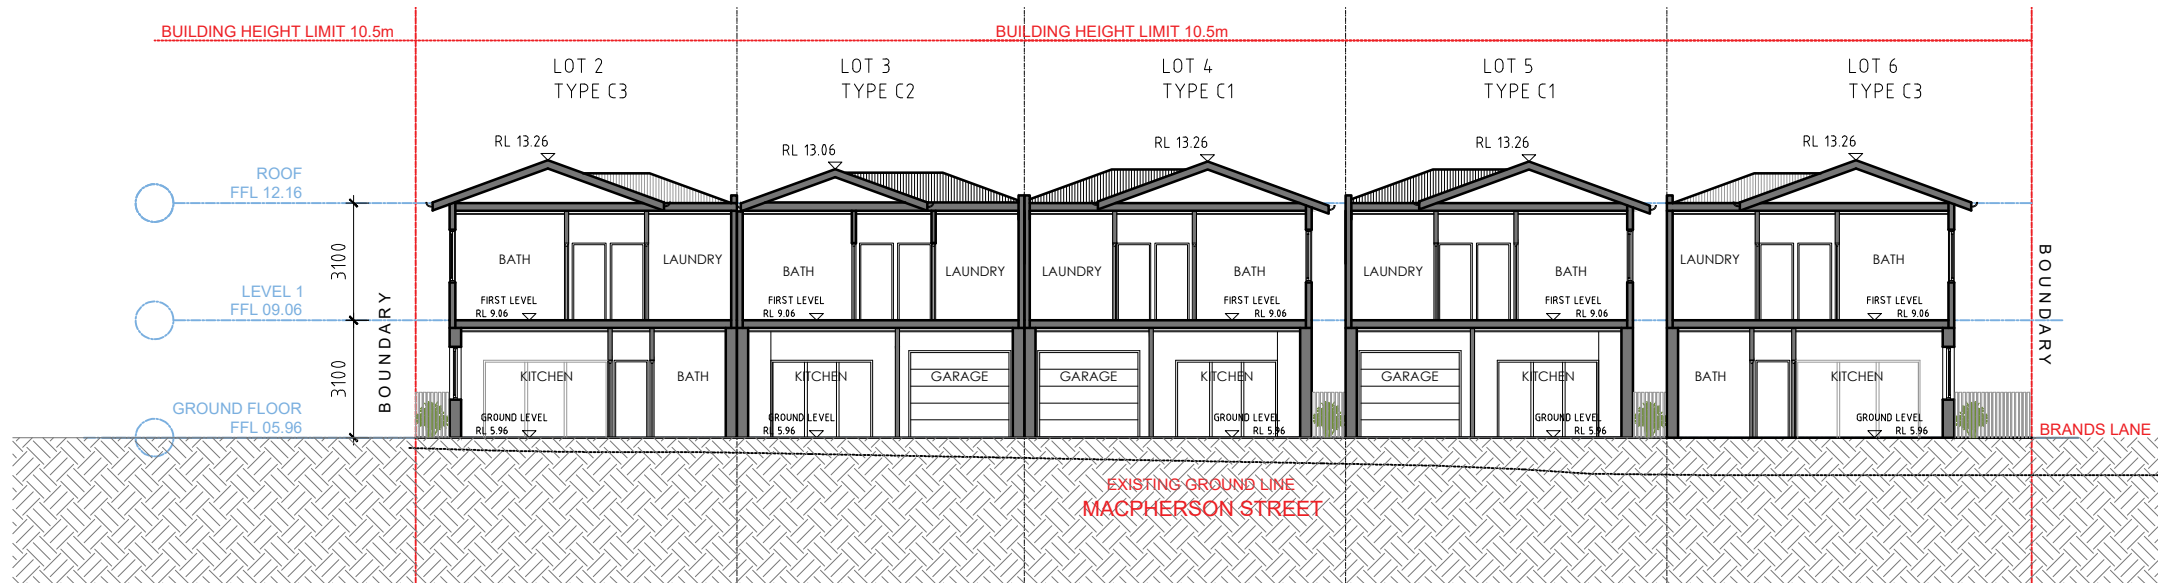 BUILDING HEIGHT LIMIT 10.5m
BUILDING HEIGHT LIMIT 10.5m
LOT 2
TYPE C3
LOT 3
TYPE C2
LOT 4
TYPE C1
LOT 5
TYPE C1
LOT 6
TYPE C3
RL 13.26
RL 13.06
RL 13.26
RL 13.26
RL 13.26
ROOF
FFL 12.16
3100
LEVEL 1
FFL 09.06
3100
GROUND FLOOR
FFL 05.96
BOUNDARY
BATH
LAUNDRY
BATH
LAUNDRY
LAUNDRY
BATH
LAUNDRY
BATH
LAUNDRY
BATH
FIRST LEVEL
RL 9.06
FIRST LEVEL
RL 9.06
FIRST LEVEL
RL 9.06
FIRST LEVEL
RL 9.06
FIRST LEVEL
RL 9.06
KITCHEN
BATH
KITCHEN
GARAGE
GARAGE
KITCHEN
GARAGE
KITCHEN
BATH
KITCHEN
GROUND LEVEL
RL 5.96
GROUND LEVEL
RL 5.96
GROUND LEVEL
RL 5.96
GROUND LEVEL
RL 5.96
GROUND LEVEL
RL 5.96
BOUNDARY
BRANDS LANE
EXISTING GROUND LINE
MACPHERSON STREET